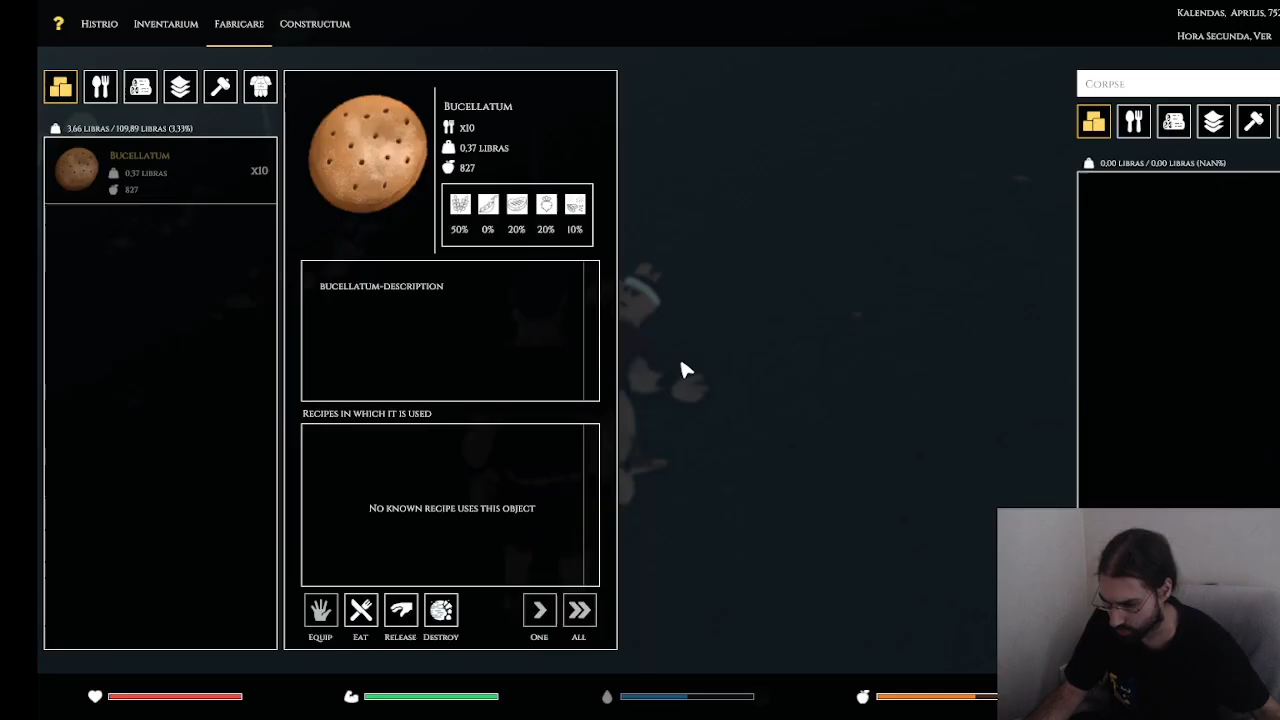 ?
Histrio
Inventarium
Fabricare
Constructum
Kalendas, Aprilis, 75
Hora Secunda, Ver
3,66 libras / 109,89 libras (3,33%)
Bucellatum
0,37 libras
827
x10
Bucellatum
x10
0,37 libras
827
50% 0% 20% 20% 10%
bucellatum-description
Recipes in which it is used
No known recipe uses this object
Equip
Eat
Release
Destroy
One
All
Corpse
0,00 libras / 0,00 libras (NaN%)